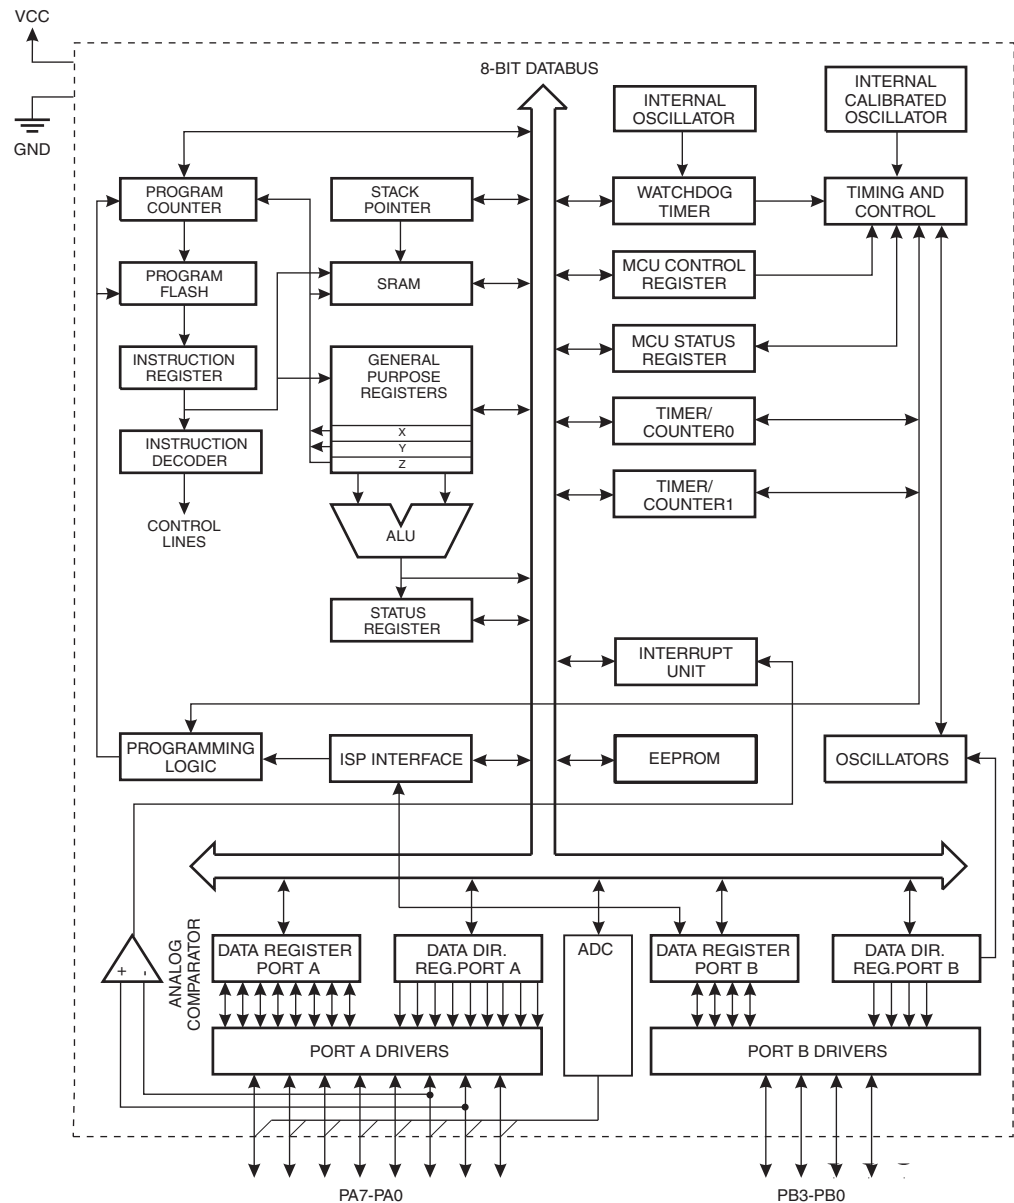 VCC
8-BIT DATABUS
GND
INTERNAL
OSCILLATOR
INTERNAL
CALIBRATED
OSCILLATOR
PROGRAM
COUNTER
STACK
POINTER
WATCHDOG
TIMER
TIMING AND
CONTROL
PROGRAM
FLASH
SRAM
MCU CONTROL
REGISTER
INSTRUCTION
REGISTER
GENERAL
PURPOSE
REGISTERS
X
Y
Z
MCU STATUS
REGISTER
INSTRUCTION
DECODER
TIMER/
COUNTER0
CONTROL
LINES
ALU
TIMER/
COUNTER1
STATUS
REGISTER
INTERRUPT
UNIT
PROGRAMMING
LOGIC
ISP INTERFACE
EEPROM
OSCILLATORS
ANALOG
COMPARATOR
+
-
DATA REGISTER
PORT A
DATA DIR.
REG.PORT A
ADC
DATA REGISTER
PORT B
DATA DIR.
REG.PORT B
PORT A DRIVERS
PORT B DRIVERS
PA7-PA0
PB3-PB0